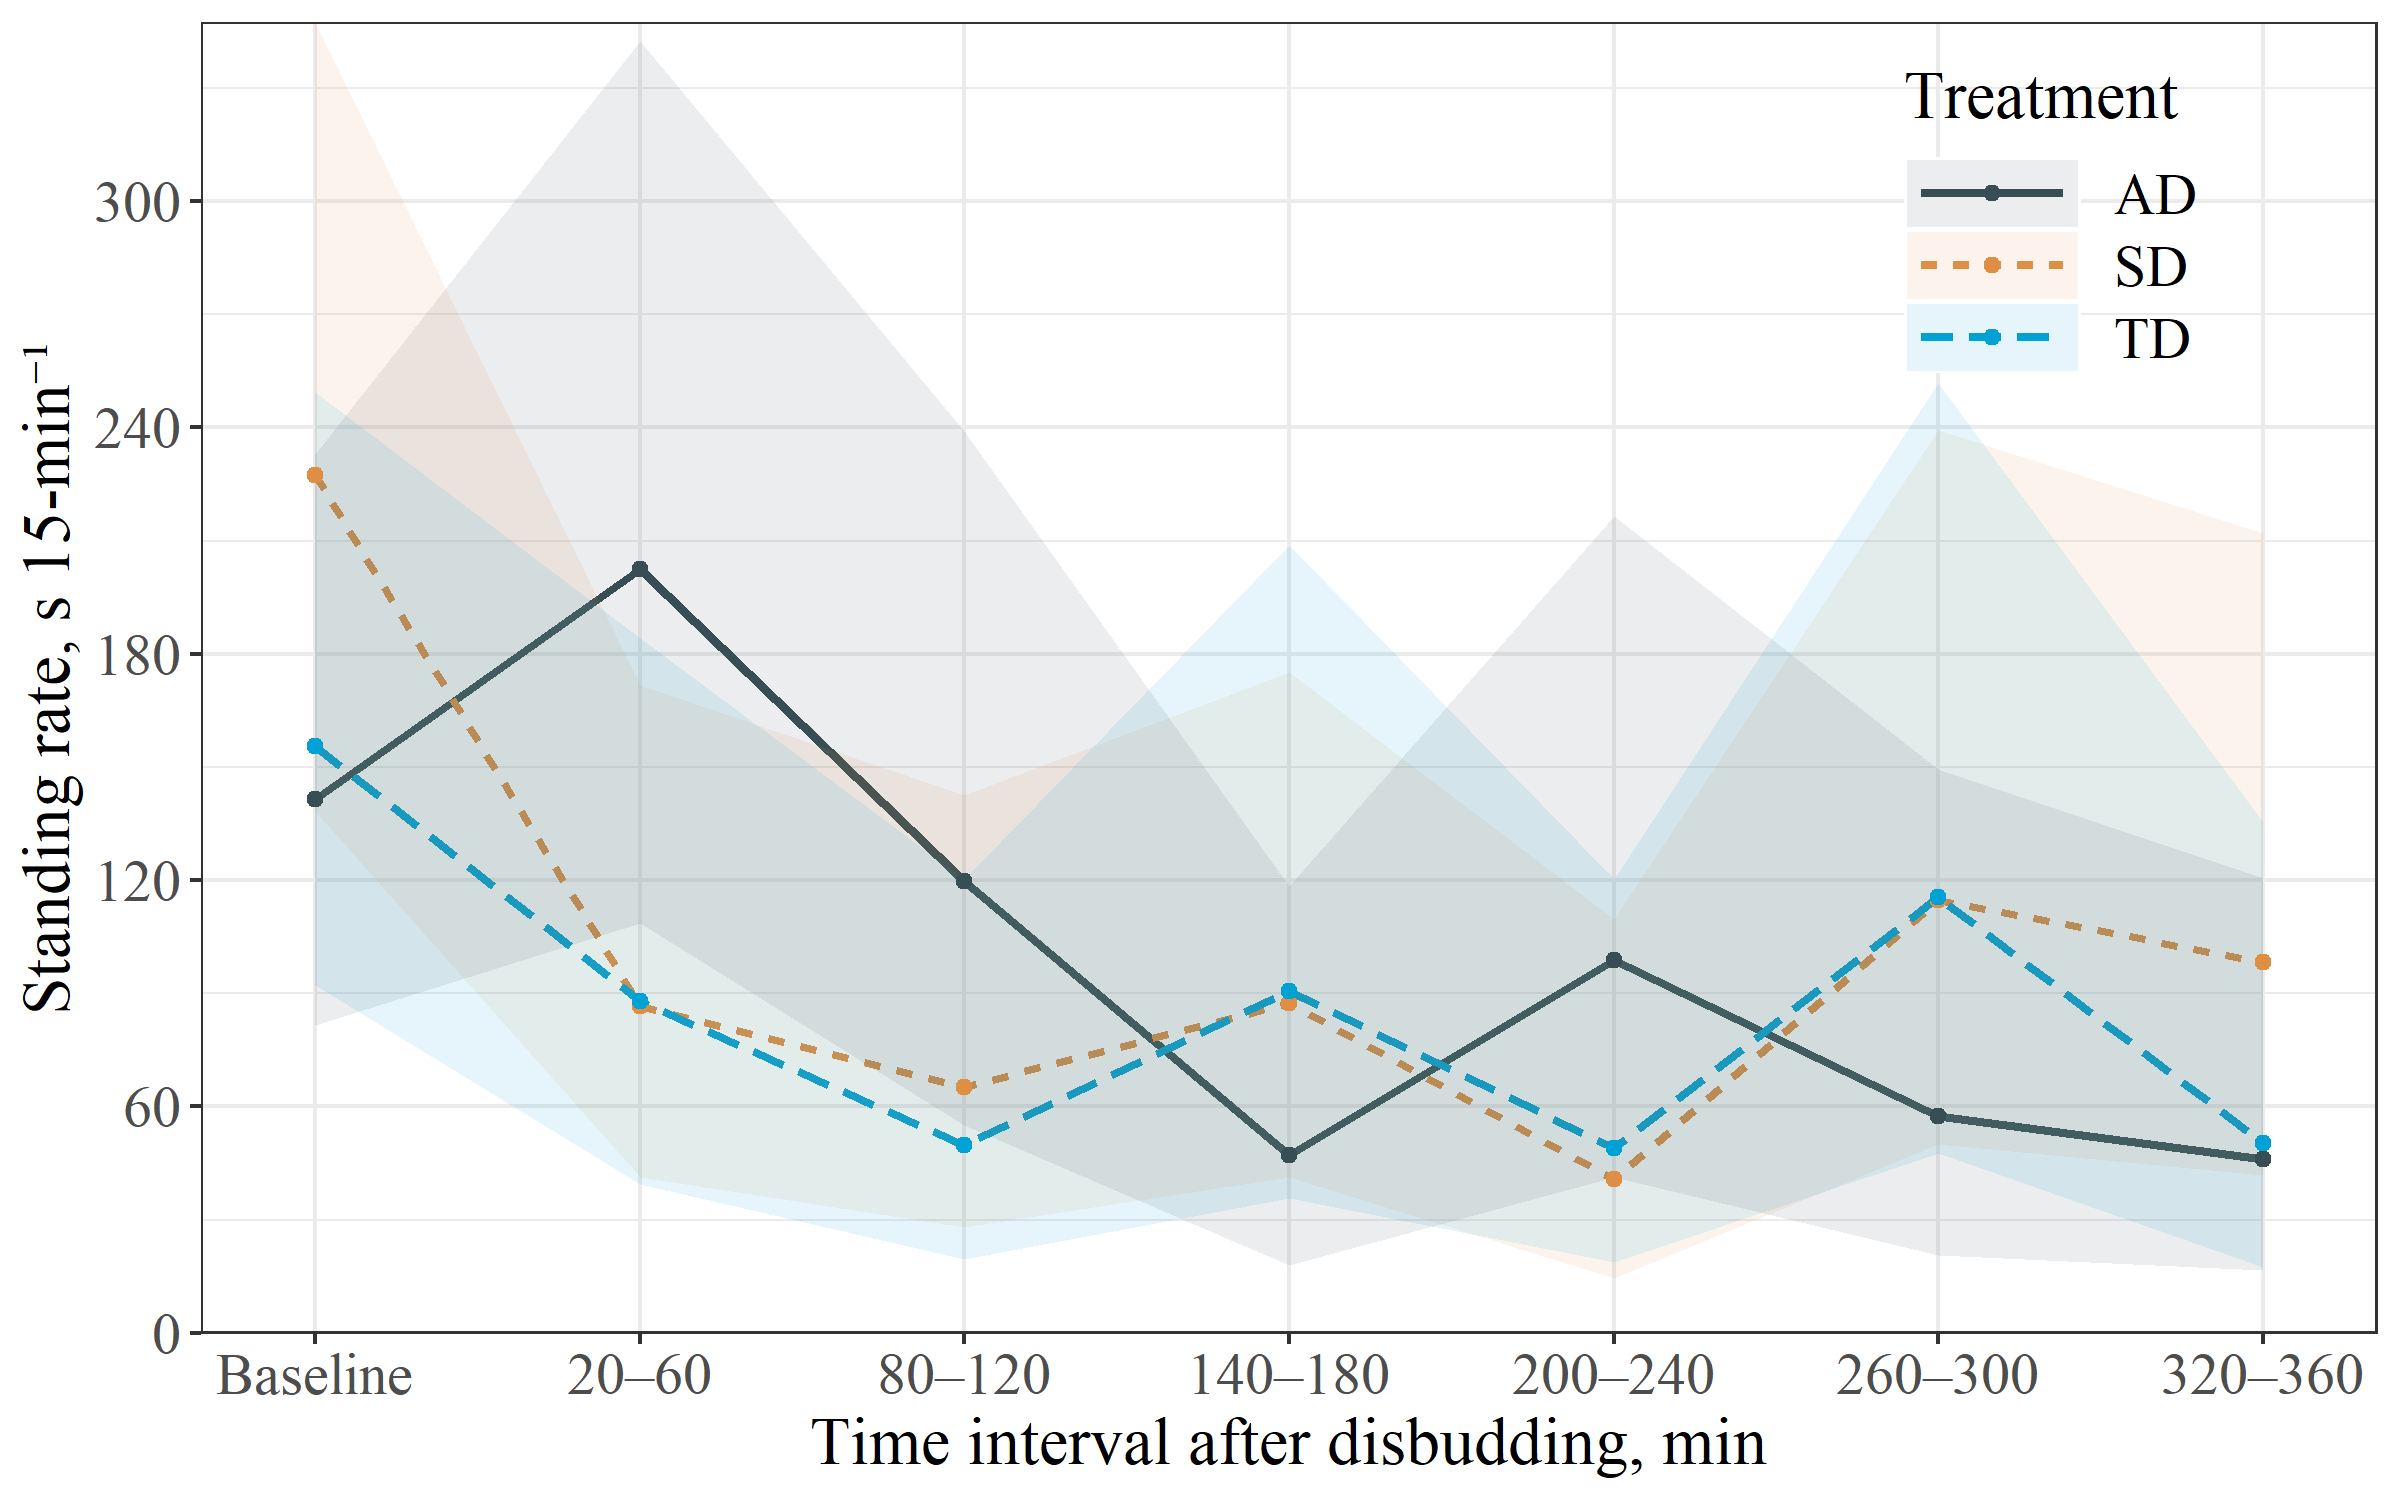 Treatment
AD
SD
TD
Standing rate, s 15-min⁻¹
300
240
180
120
60
0
Baseline 20–60 80–120 140–180 200–240 260–300 320–360
Time interval after disbudding, min